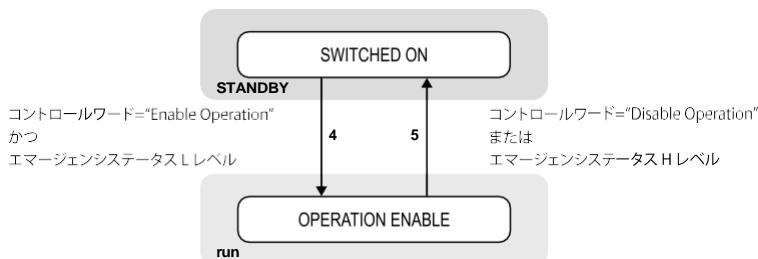 SWITCHED ON
STANDBY
コントロールワード="Enable Operation"
かつ
エマージェンシステータス L レベル
4
5
コントロールワード="Disable Operation"
または
エマージェンシステータス H レベル
OPERATION ENABLE
run